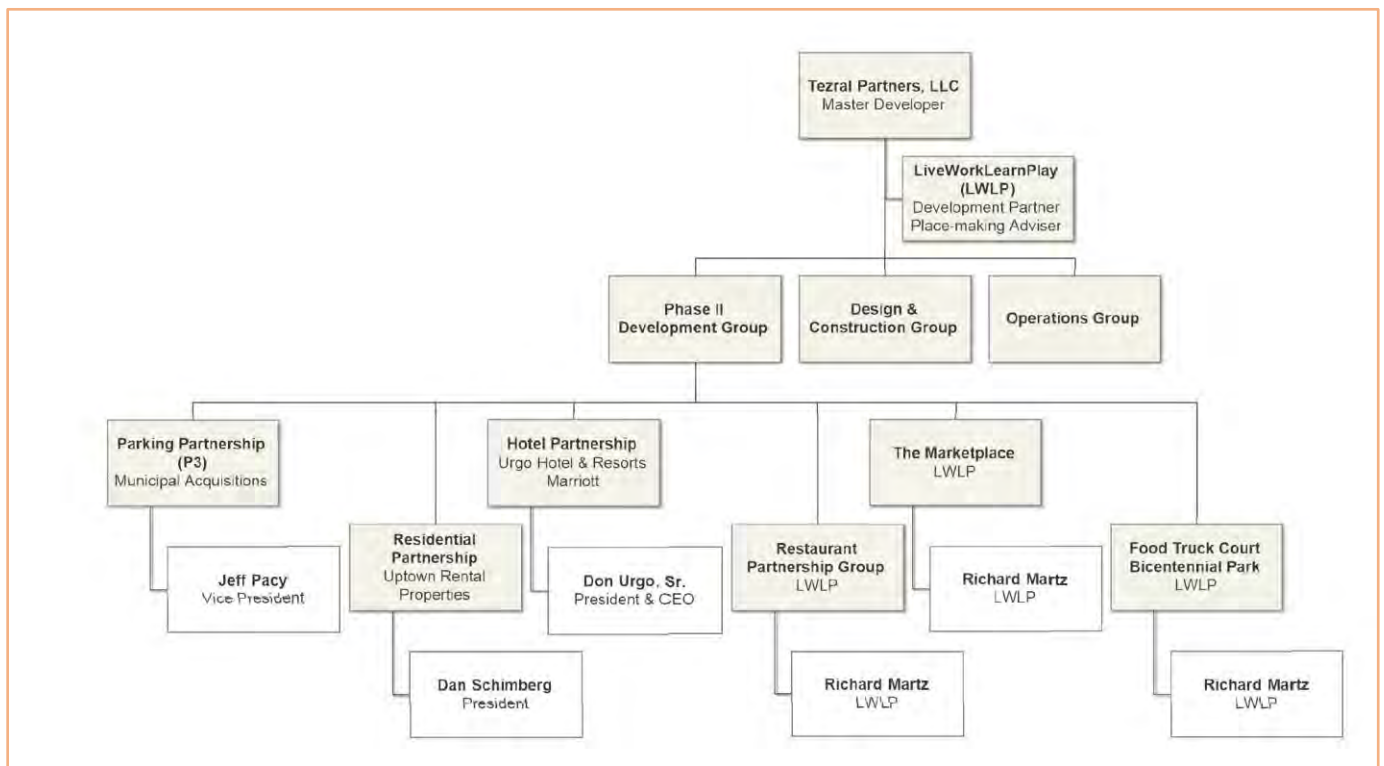 Tezral Partners, LLC
Master Developer
LiveWorkLearnPlay
(LWLP)
Development Partner
Place-making Adviser
Phase II
Development Group
Design &
Construction Group
Operations Group
Parking Partnership
(P3)
Municipal Acquisitions
Jeff Pacy
Vice President
Residential
Partnership
Uptown Rental
Properties
Dan Schimberg
President
Hotel Partnership
Urgo Hotel & Resorts
Marriott
Don Urgo, Sr.
President & CEO
Restaurant
Partnership Group
LWLP
Richard Martz
LWLP
The Marketplace
LWLP
Richard Martz
LWLP
Food Truck Court
Bicentennial Park
LWLP
Richard Martz
LWLP